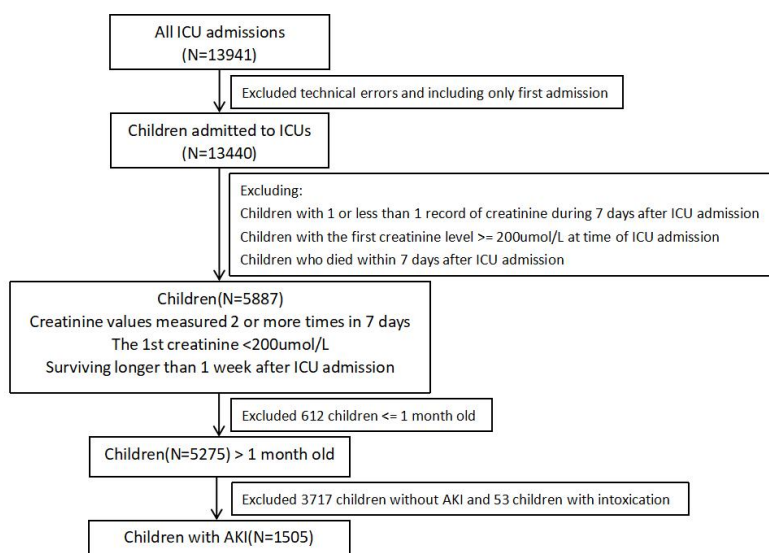 All ICU admissions
(N=13941)
Excluded technical errors and including only first admission
Children admitted to ICUs
(N=13440)
Excluding:
Children with 1 or less than 1 record of creatinine during 7 days after ICU admission
Children with the first creatinine level >= 200umol/L at time of ICU admission
Children who died within 7 days after ICU admission
Children(N=5887)
Creatinine values measured 2 or more times in 7 days
The 1st creatinine <200umol/L
Surviving longer than 1 week after ICU admission
Excluded 612 children <= 1 month old
Children(N=5275) > 1 month old
Excluded 3717 children without AKI and 53 children with intoxication
Children with AKI(N=1505)